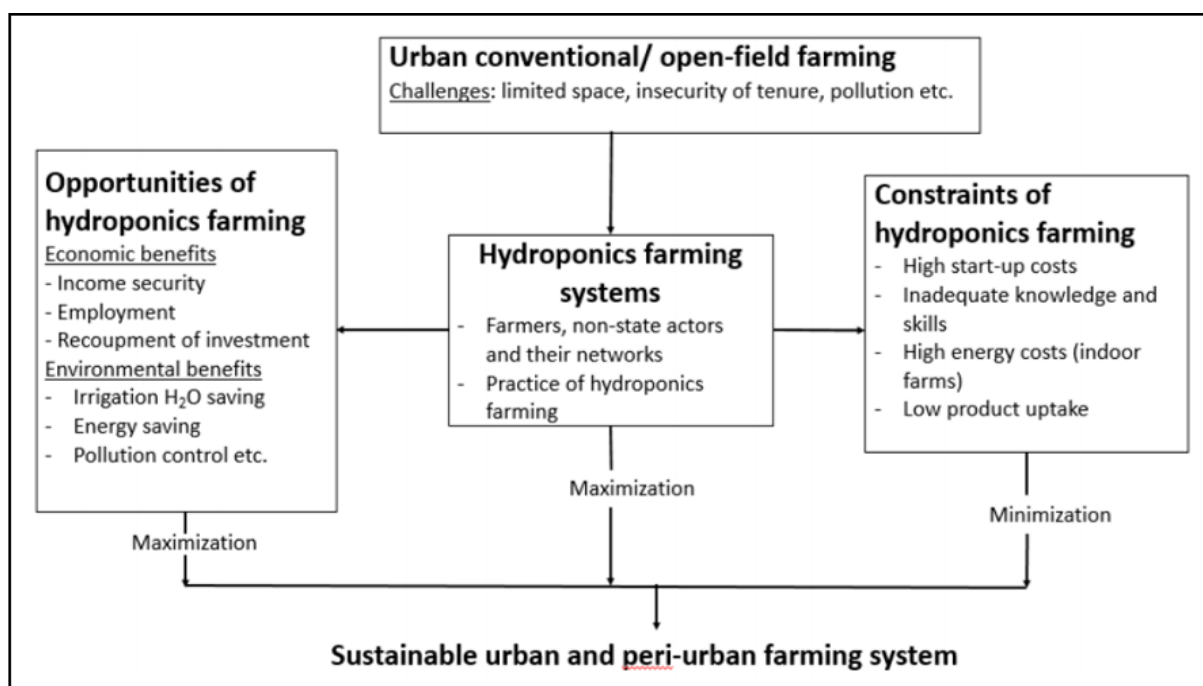 Urban conventional/ open-field farming
Challenges: limited space, insecurity of tenure, pollution etc.
Opportunities of
hydroponics farming
Economic benefits
- Income security
- Employment
- Recoupment of investment
Environmental benefits
- Irrigation H₂O saving
- Energy saving
- Pollution control etc.
Hydroponics farming
systems
- Farmers, non-state actors
and their networks
- Practice of hydroponics
farming
Constraints of
hydroponics farming
- High start-up costs
- Inadequate knowledge and
skills
- High energy costs (indoor
farms)
- Low product uptake
Maximization
Maximization
Minimization
Sustainable urban and peri-urban farming system